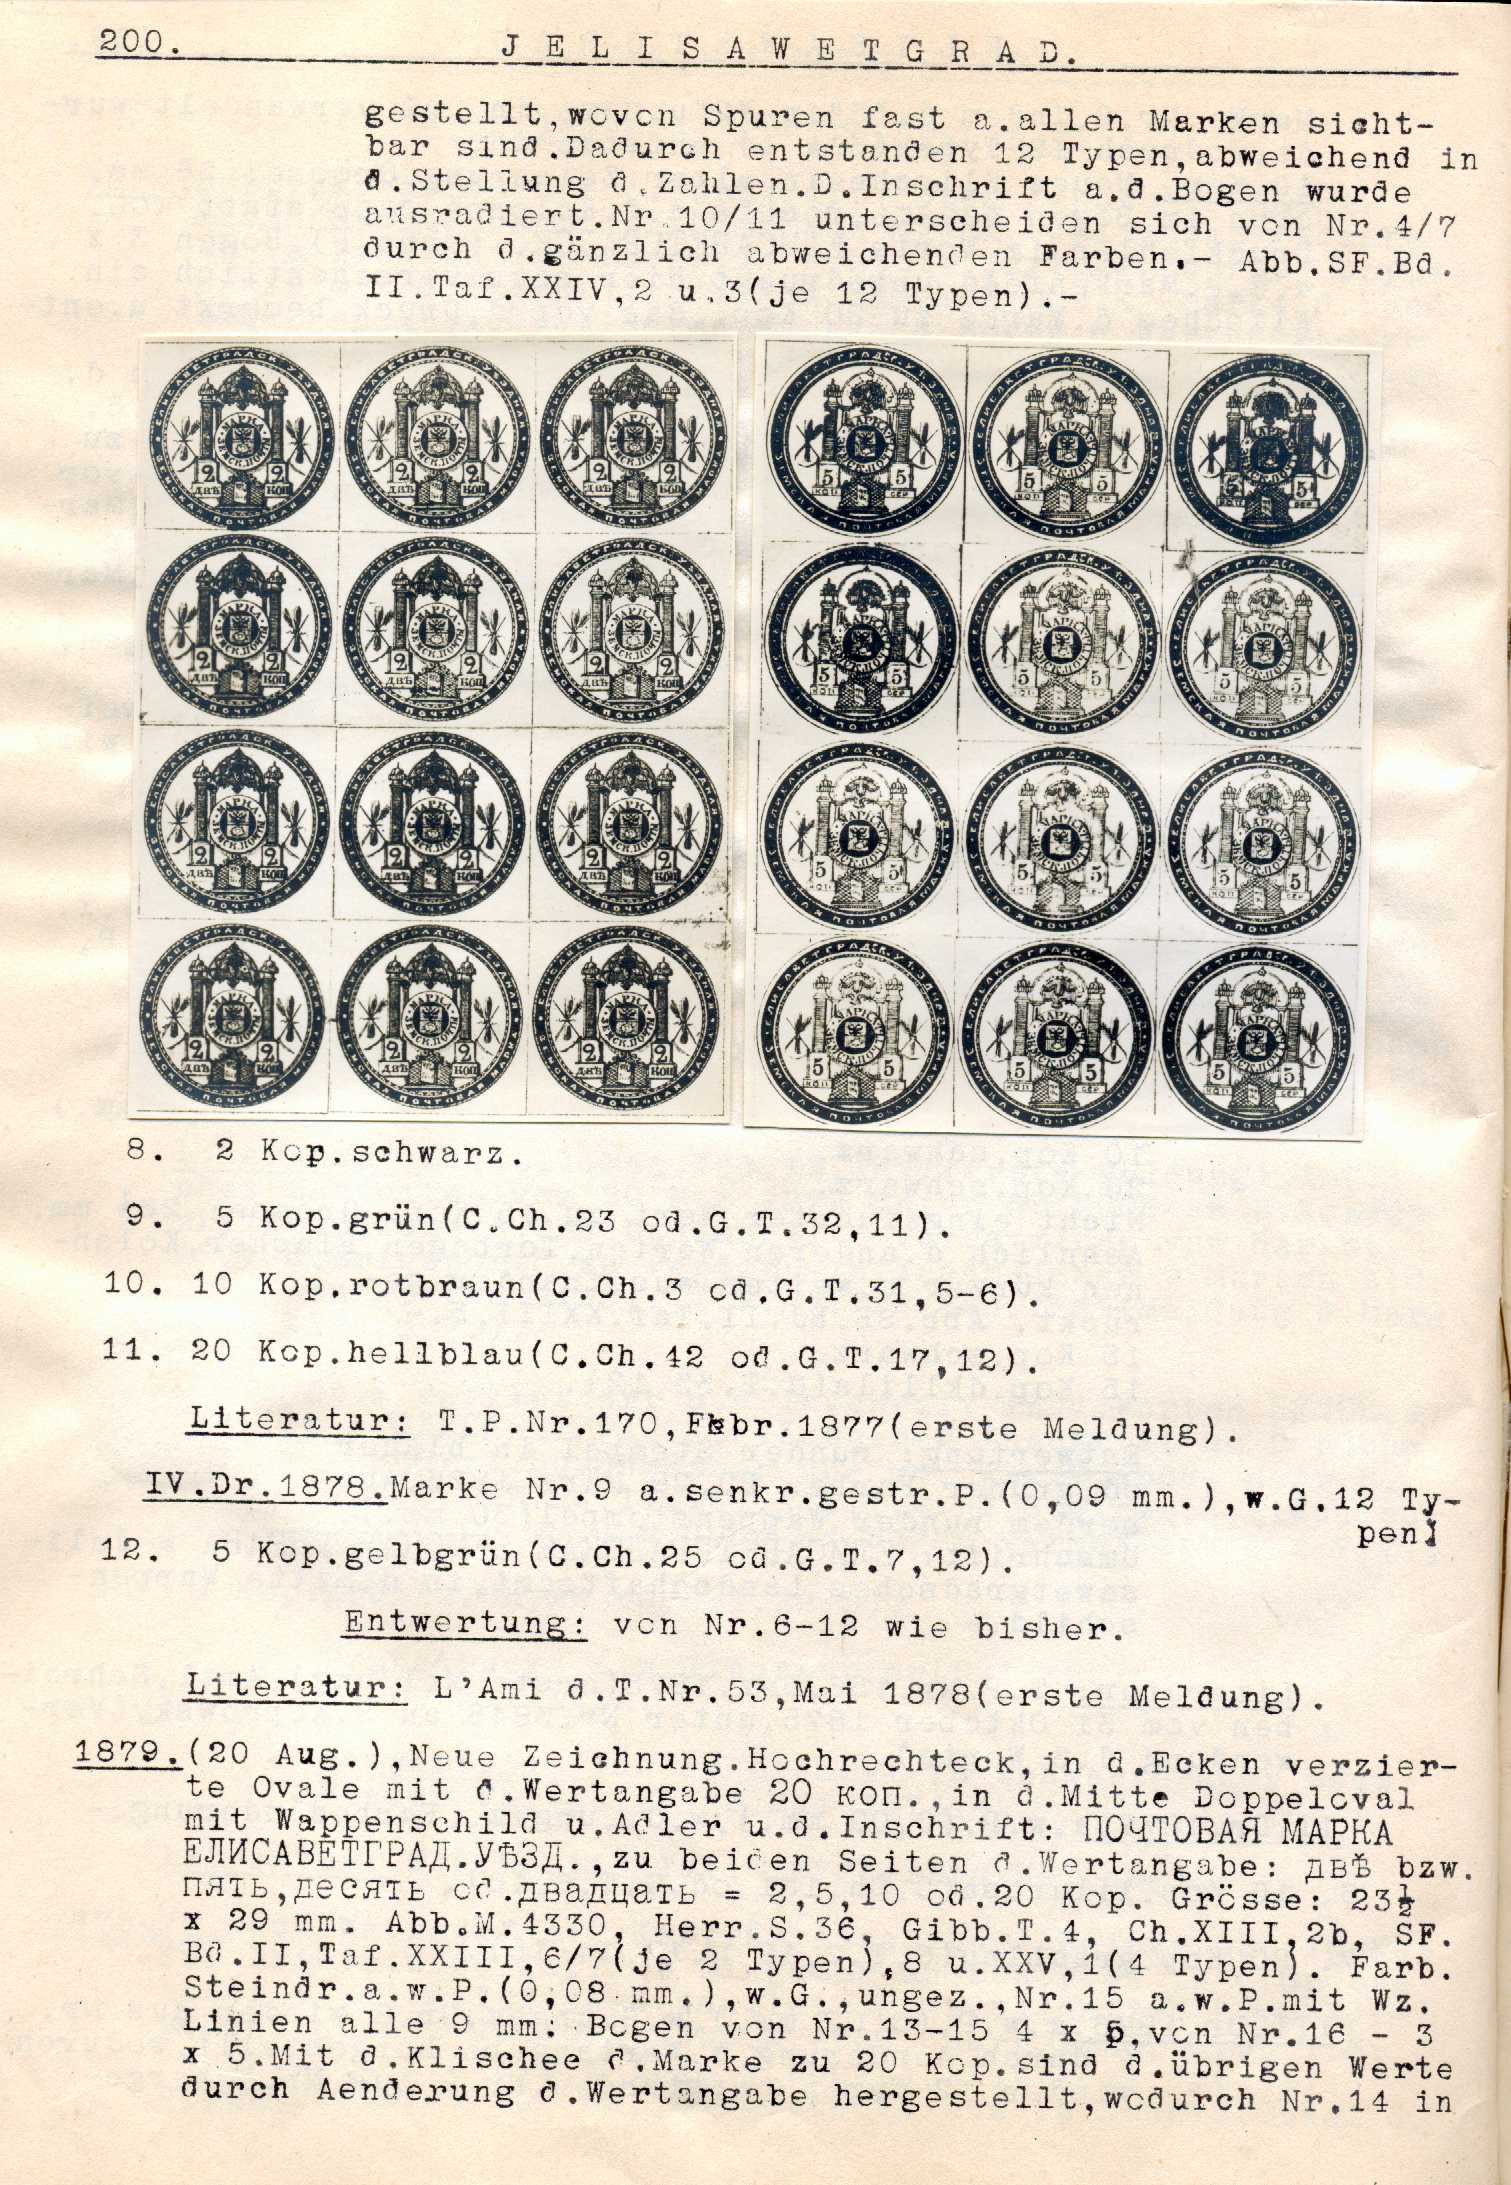 200. JELISAWETGRAD.
gestellt,wovon Spuren fast a.allen Marken sicht-
bar sind.Dadurch entstanden 12 Typen,abweichend in
d.Stellung d.Zahlen.D.Inschrift a.d.Bogen wurde
ausradiert.Nr.10/11 unterscheiden sich von Nr.4/7
durch d.gänzlich abweichenden Farben.- Abb.SF.Bd.
II.Taf.XXIV,2 u.3(je 12 Typen).-
8. 2 Kop.schwarz.
9. 5 Kop.grün(C.Ch.23 od.G.T.32,11).
10. 10 Kop.rotbraun(C.Ch.3 od.G.T.31,5-6).
11. 20 Kop.hellblau(C.Ch.42 od.G.T.17,12).
Literatur: T.P.Nr.170,Febr.1877(erste Meldung).
IV.Dr.1878.Marke Nr.9 a.senkr.gestr.P.(0,09 mm.),w.G.12 Ty-
pen.
12. 5 Kop.gelbgrün(C.Ch.25 od.G.T.7,12).
Entwertung: von Nr.6-12 wie bisher.
Literatur: L'Ami d.T.Nr.53,Mai 1878(erste Meldung).
1879.(20 Aug.),Neue Zeichnung.Hochrechteck,in d.Ecken verzier-
te Ovale mit d.Wertangabe 20 коп.,in d.Mitte Doppeloval
mit Wappenschild u.Adler u.d.Inschrift: ПОЧТОВАЯ МАРКА
ЕЛИСАВЕТГРАД.УѢЗД.,zu beiden Seiten d.Wertangabe: двѣ bzw.
пять,десять od.двадцать = 2,5,10 od.20 Kop. Grösse: 23½
x 29 mm. Abb.M.4330, Herr.S.36, Gibb.T.4, Ch.XIII,2b, SF.
Bd.II,Taf.XXIII,6/7(je 2 Typen),8 u.XXV,1(4 Typen). Farb.
Steindr.a.w.P.(0,08 mm.),w.G.,ungez.,Nr.15 a.w.P.mit Wz.
Linien alle 9 mm: Bogen von Nr.13-15 4 x 5,von Nr.16 - 3
x 5.Mit d.Klischee d.Marke zu 20 Kop.sind d.übrigen Werte
durch Aenderung d.Wertangabe hergestellt,wodurch Nr.14 in